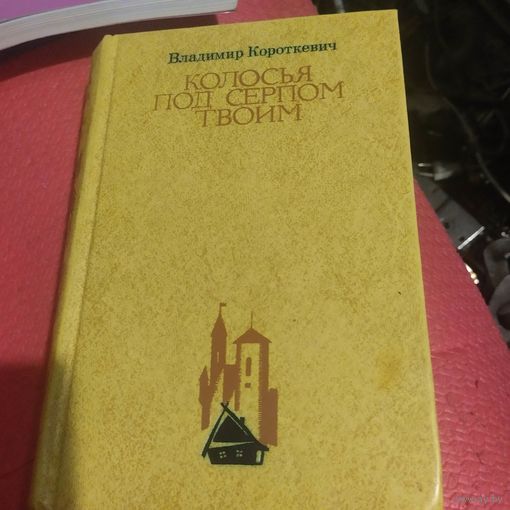 Владимир Короткевич
КОЛОСЬЯ
ПОД СЕРПОМ
ТВОИМ